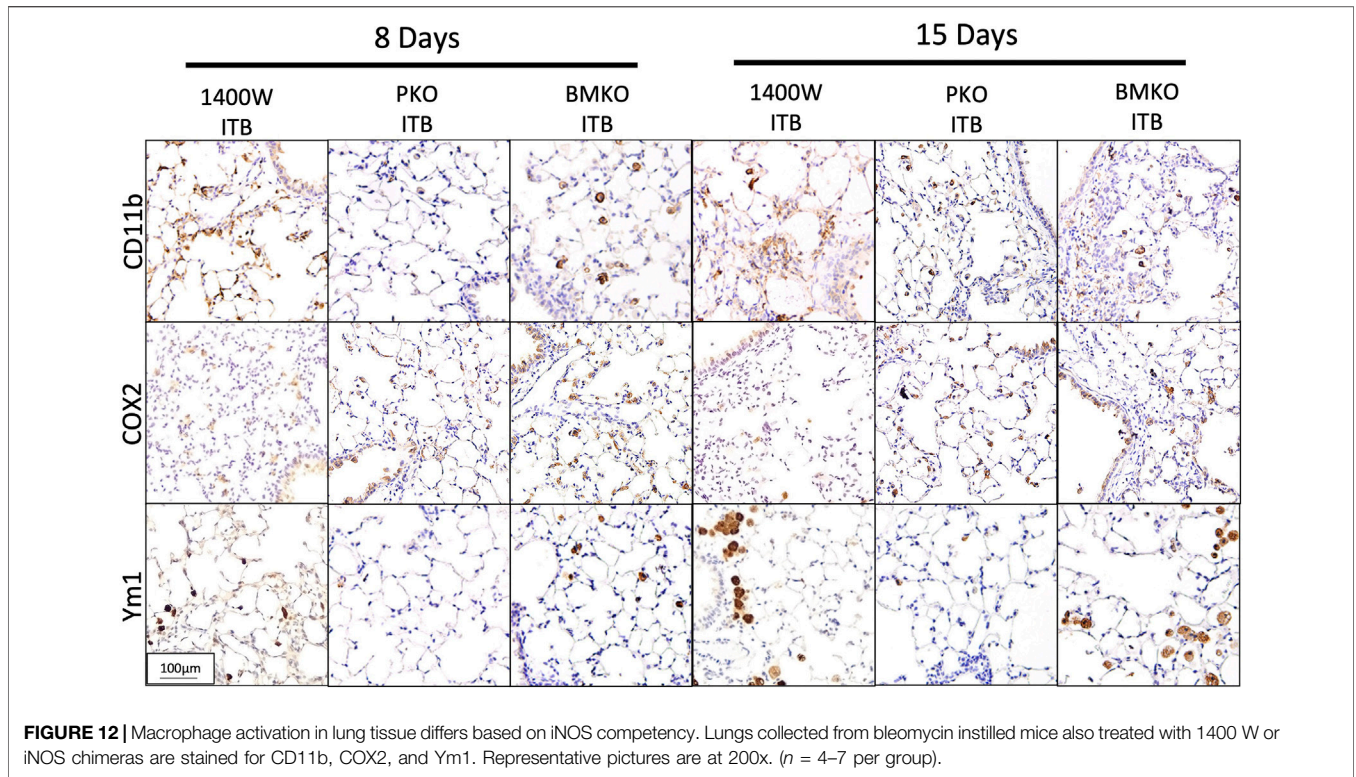 8 Days
15 Days
1400W
ITB
PKO
ITB
BMKO
ITB
1400W
ITB
PKO
ITB
BMKO
ITB
CD11b
COX2
Ym1
100µm
FIGURE 12 | Macrophage activation in lung tissue differs based on iNOS competency. Lungs collected from bleomycin instilled mice also treated with 1400 W or
iNOS chimeras are stained for CD11b, COX2, and Ym1. Representative pictures are at 200x. (n = 4–7 per group).